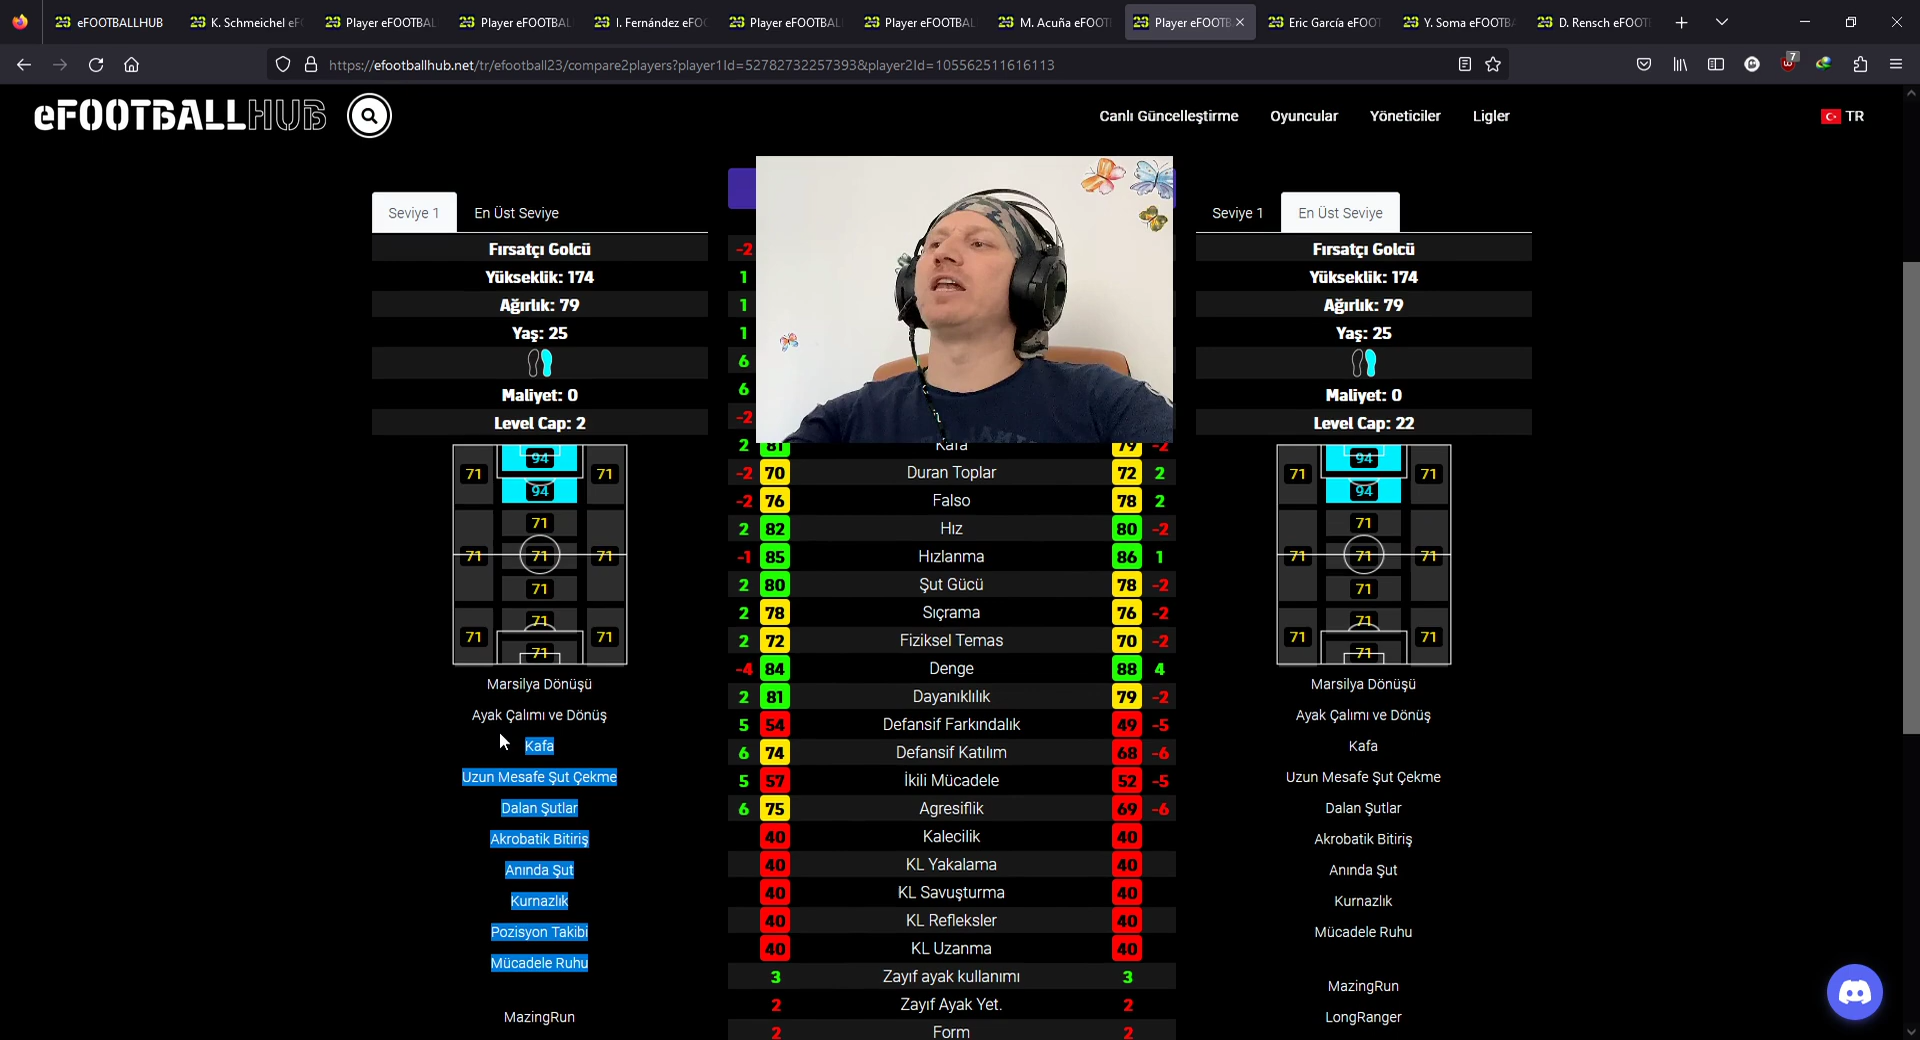 eFOOTBALLHUB
K. Schmeichel eF
Player eFOOTBAL
Player eFOOTBAL
I. Fernández eFO
Player eFOOTBAL
Player eFOOTBAL
M. Acuña eFOOT
Player eFOOTB
Eric García eFOOT
Y. Soma eFOOTB
D. Rensch eFOOT
https://efootballhub.net/tr/efootball23/compare2players?player1Id=52782732257393&player2Id=105562511616113
7
eFOOTBALLHUB
Canlı Güncelleştirme
Oyuncular
Yöneticiler
Ligler
TR
Seviye 1
En Üst Seviye
Fırsatçı Golcü
Yükseklik: 174
Ağırlık: 79
Yaş: 25
Maliyet: 0
Level Cap: 2
94
71 71
94
71
71 71 71
71
71
71 71
71
Marsilya Dönüşü
Ayak Çalımı ve Dönüş
Kafa
Uzun Mesafe Şut Çekme
Dalan Şutlar
Akrobatik Bitiriş
Anında Şut
Kurnazlık
Pozisyon Takibi
Mücadele Ruhu
MazingRun
-2
1
1
1
6
6
-2
2 81 Kafa 79 -2
-2 70 Duran Toplar 72 2
-2 76 Falso 78 2
2 82 Hız 80 -2
-1 85 Hızlanma 86 1
2 80 Şut Gücü 78 -2
2 78 Sıçrama 76 -2
2 72 Fiziksel Temas 70 -2
-4 84 Denge 88 4
2 81 Dayanıklılık 79 -2
5 54 Defansif Farkındalık 49 -5
6 74 Defansif Katılım 68 -6
5 57 İkili Mücadele 52 -5
6 75 Agresiflik 69 -6
40 Kalecilik 40
40 KL Yakalama 40
40 KL Savuşturma 40
40 KL Refleksler 40
40 KL Uzanma 40
3 Zayıf ayak kullanımı 3
2 Zayıf Ayak Yet. 2
2 Form 2
Seviye 1
En Üst Seviye
Fırsatçı Golcü
Yükseklik: 174
Ağırlık: 79
Yaş: 25
Maliyet: 0
Level Cap: 22
94
71 71
94
71
71 71 71
71
71
71 71
71
Marsilya Dönüşü
Ayak Çalımı ve Dönüş
Kafa
Uzun Mesafe Şut Çekme
Dalan Şutlar
Akrobatik Bitiriş
Anında Şut
Kurnazlık
Mücadele Ruhu
MazingRun
LongRanger